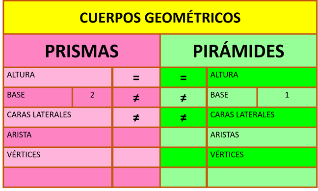 CUERPOS GEOMÉTRICOS
PRISMAS PIRÁMIDES
ALTURA = = ALTURA
BASE 2 ≠ ≠ BASE 1
CARAS LATERALES ≠ ≠ CARAS LATERALES
ARISTA ARISTAS
VÉRTICES VÉRTICES